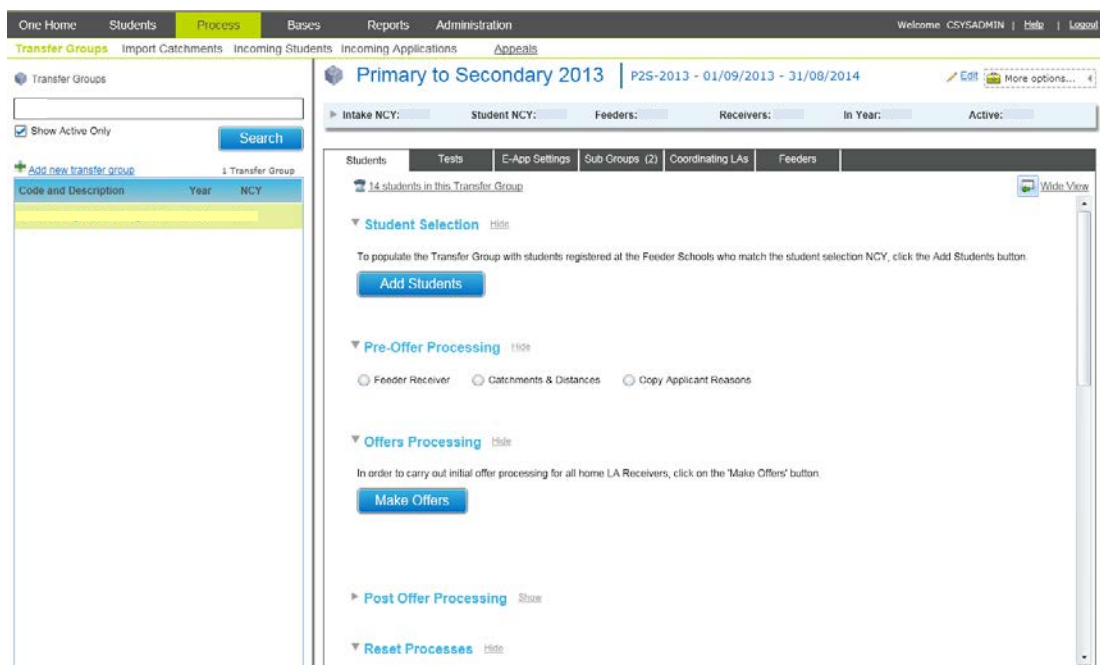 One Home Students Process Bases Reports Administration Welcome CSYSADMIN | Help | Logout
Transfer Groups Import Catchments Incoming Students Incoming Applications Appeals
Transfer Groups
Show Active Only
Search
Add new transfer group 1 Transfer Group
Code and Description Year NCY
Primary to Secondary 2013 P2S-2013 - 01/09/2013 - 31/08/2014 Edit More options...
Intake NCY: Student NCY: Feeders: Receivers: In Year: Active:
Students Tests E-App Settings Sub Groups (2) Coordinating LAs Feeders
14 students in this Transfer Group Wide View
Student Selection Hide
To populate the Transfer Group with students registered at the Feeder Schools who match the student selection NCY, click the Add Students button
Add Students
Pre-Offer Processing Hide
Feeder Receiver Catchments & Distances Copy Applicant Reasons
Offers Processing Hide
In order to carry out initial offer processing for all home LA Receivers, click on the 'Make Offers' button
Make Offers
Post Offer Processing Show
Reset Processes Hide